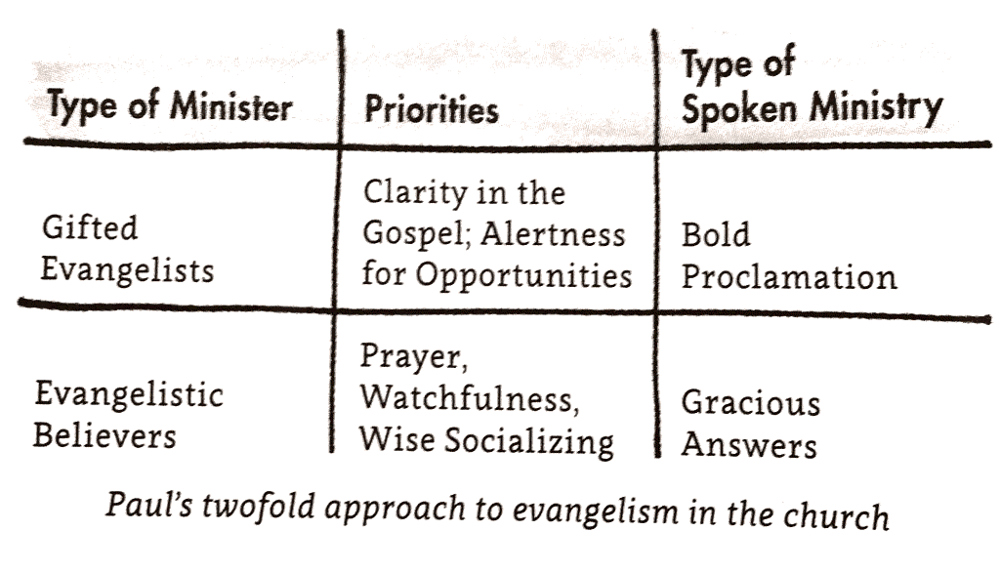 Type of Minister
Priorities
Type of
Spoken Ministry
Gifted
Evangelists
Clarity in the
Gospel; Alertness
for Opportunities
Bold
Proclamation
Evangelistic
Believers
Prayer,
Watchfulness,
Wise Socializing
Gracious
Answers
Paul's twofold approach to evangelism in the church